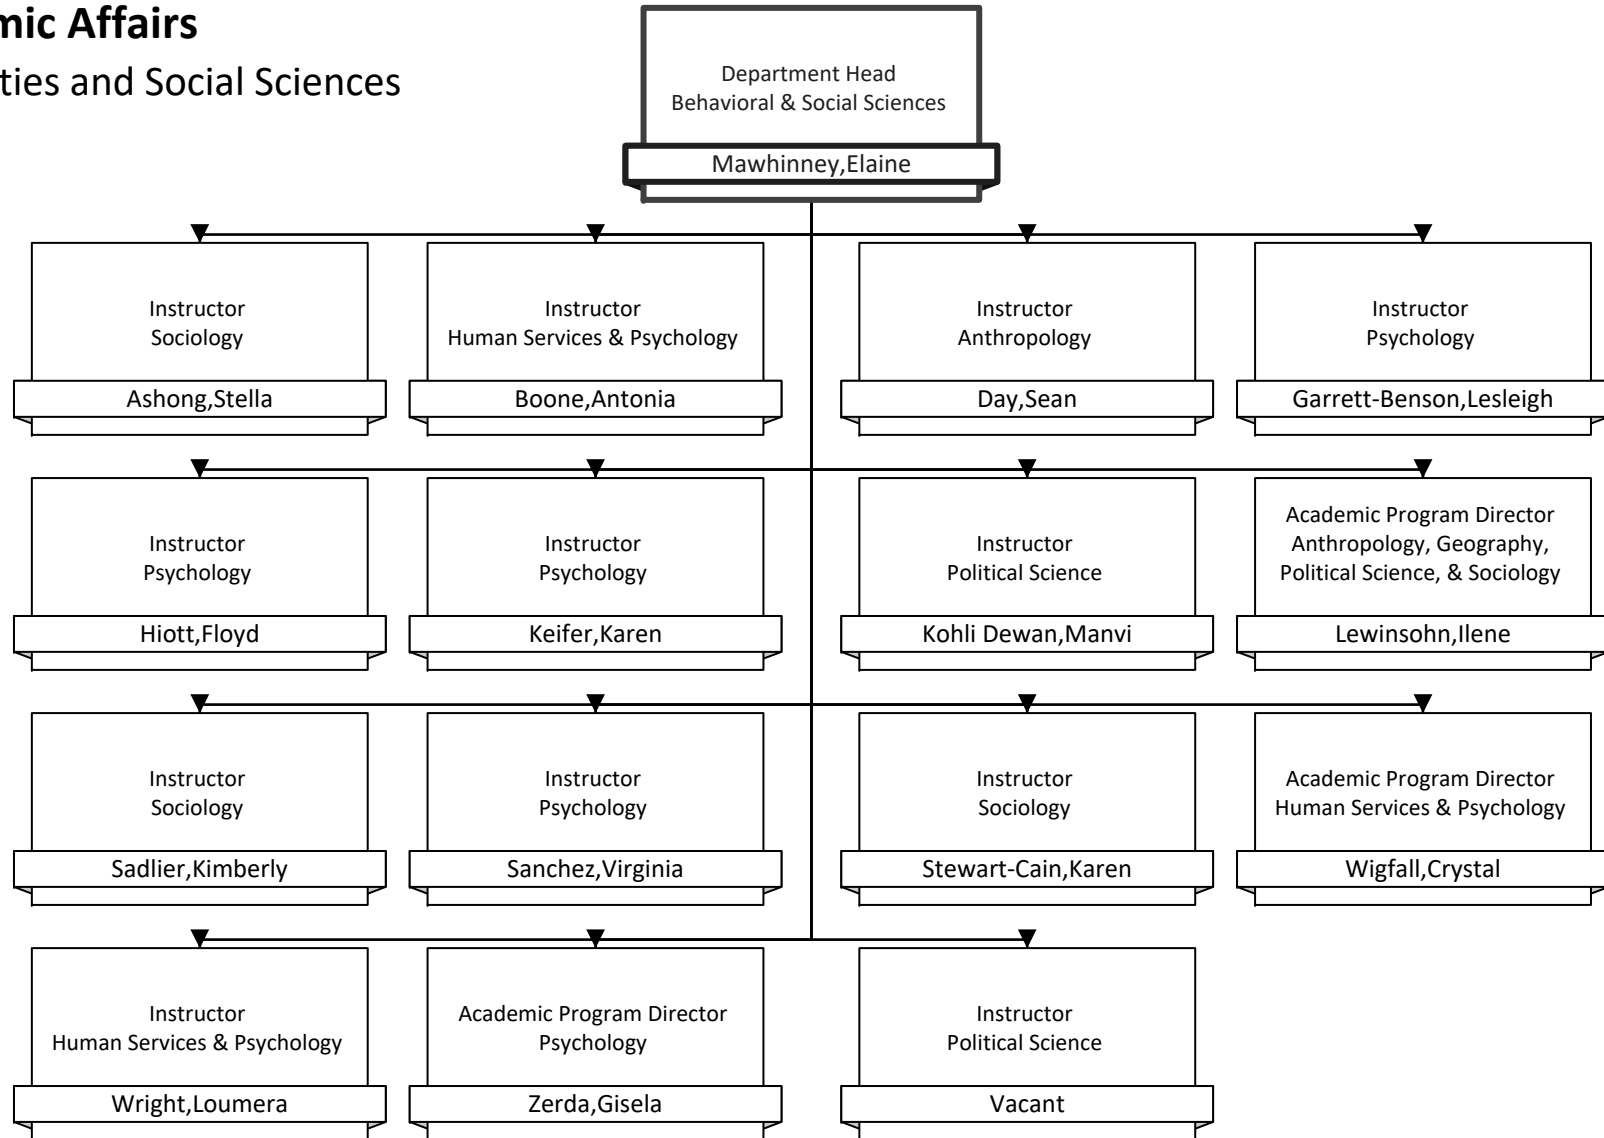 mic Affairs
ties and Social Sciences
Department Head
Behavioral & Social Sciences
Mawhinney,Elaine
Instructor
Sociology
Ashong,Stella
Instructor
Human Services & Psychology
Boone,Antonia
Instructor
Anthropology
Day,Sean
Instructor
Psychology
Garrett-Benson,Lesleigh
Instructor
Psychology
Hiott,Floyd
Instructor
Psychology
Keifer,Karen
Instructor
Political Science
Kohli Dewan,Manvi
Academic Program Director
Anthropology, Geography,
Political Science, & Sociology
Lewinsohn,Ilene
Instructor
Sociology
Sadlier,Kimberly
Instructor
Psychology
Sanchez,Virginia
Instructor
Sociology
Stewart-Cain,Karen
Academic Program Director
Human Services & Psychology
Wigfall,Crystal
Instructor
Human Services & Psychology
Wright,Loumera
Academic Program Director
Psychology
Zerda,Gisela
Instructor
Political Science
Vacant